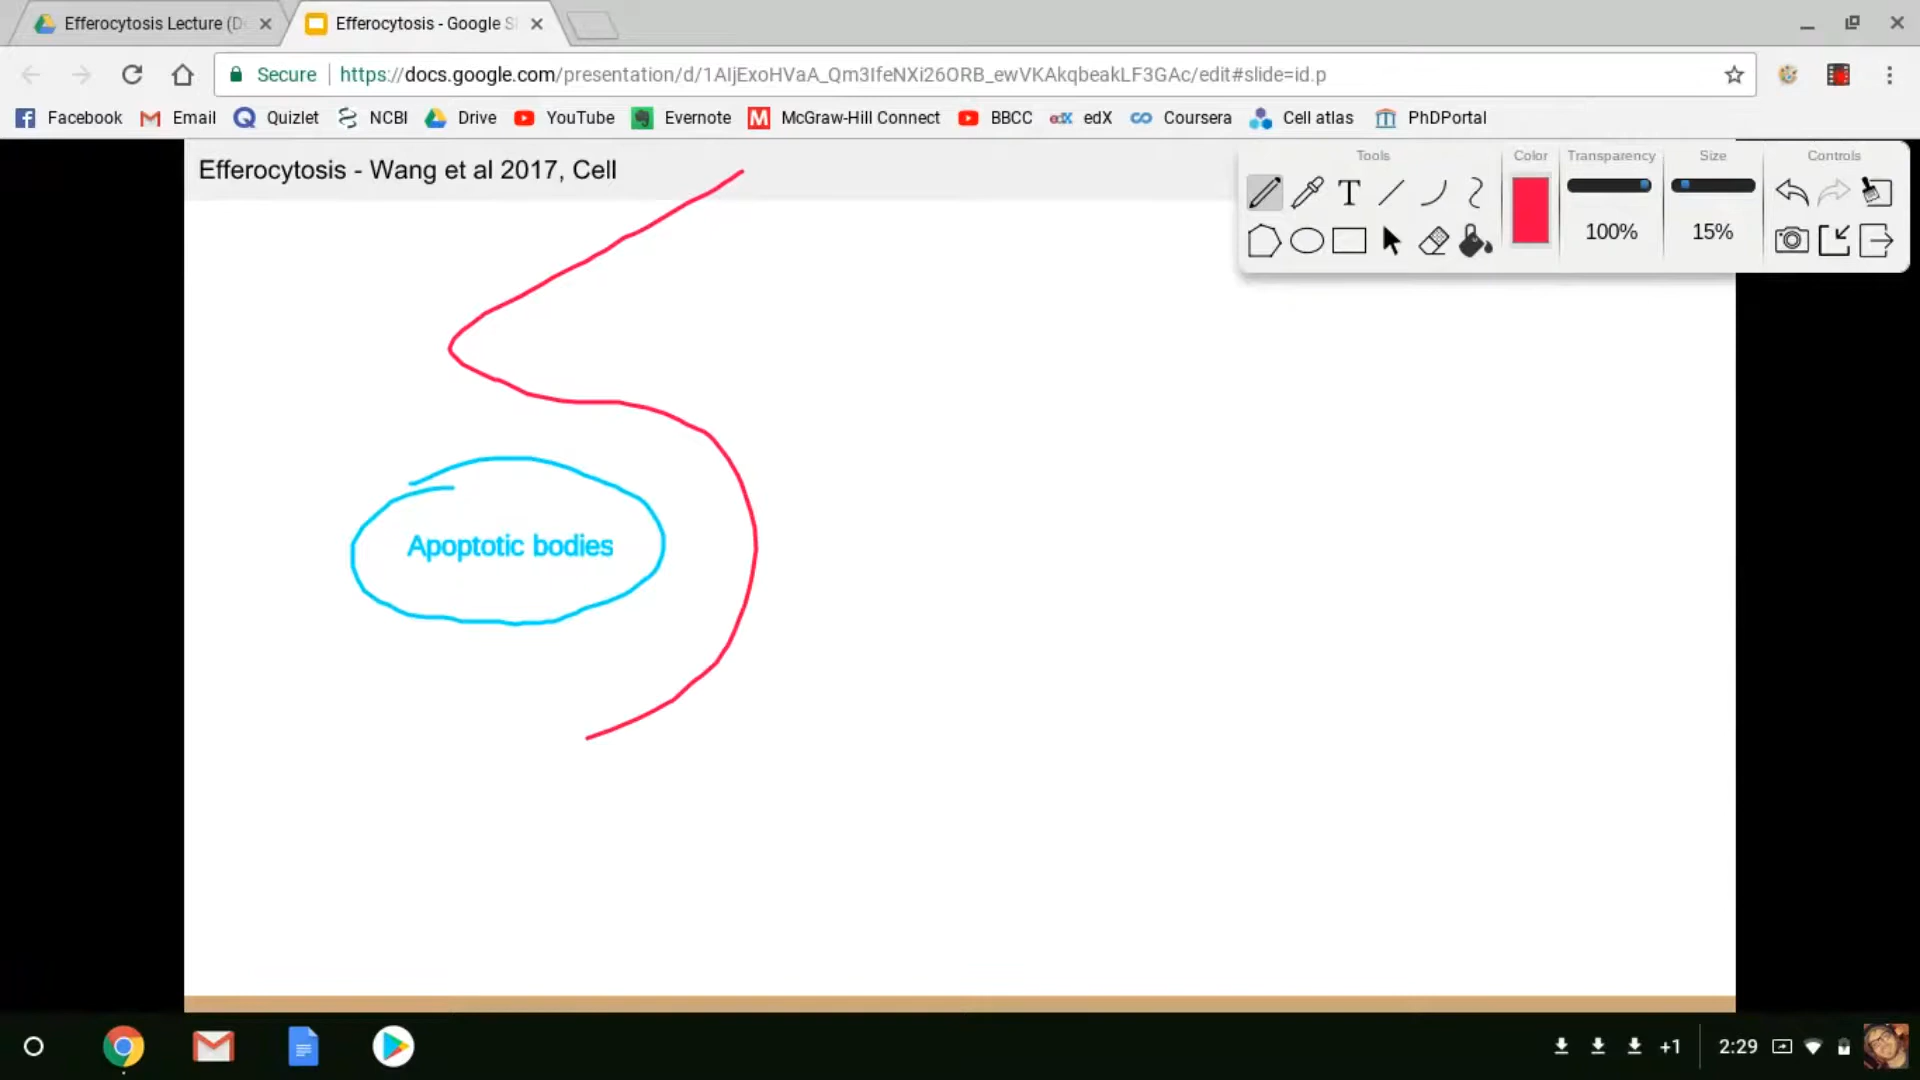 Efferocytosis Lecture (D
Efferocytosis - Google Sl
Secure https://docs.google.com/presentation/d/1AIjExoHVaA_Qm3IfeNXi26ORB_ewVKAkqbeakLF3GAc/edit#slide=id.p
Facebook Email Quizlet NCBI Drive YouTube Evernote McGraw-Hill Connect BBCC edX Coursera Cell atlas PhDPortal
Efferocytosis - Wang et al 2017, Cell
Tools Color Transparency Size Controls
T
100% 15%
Apoptotic bodies
+1 2:29